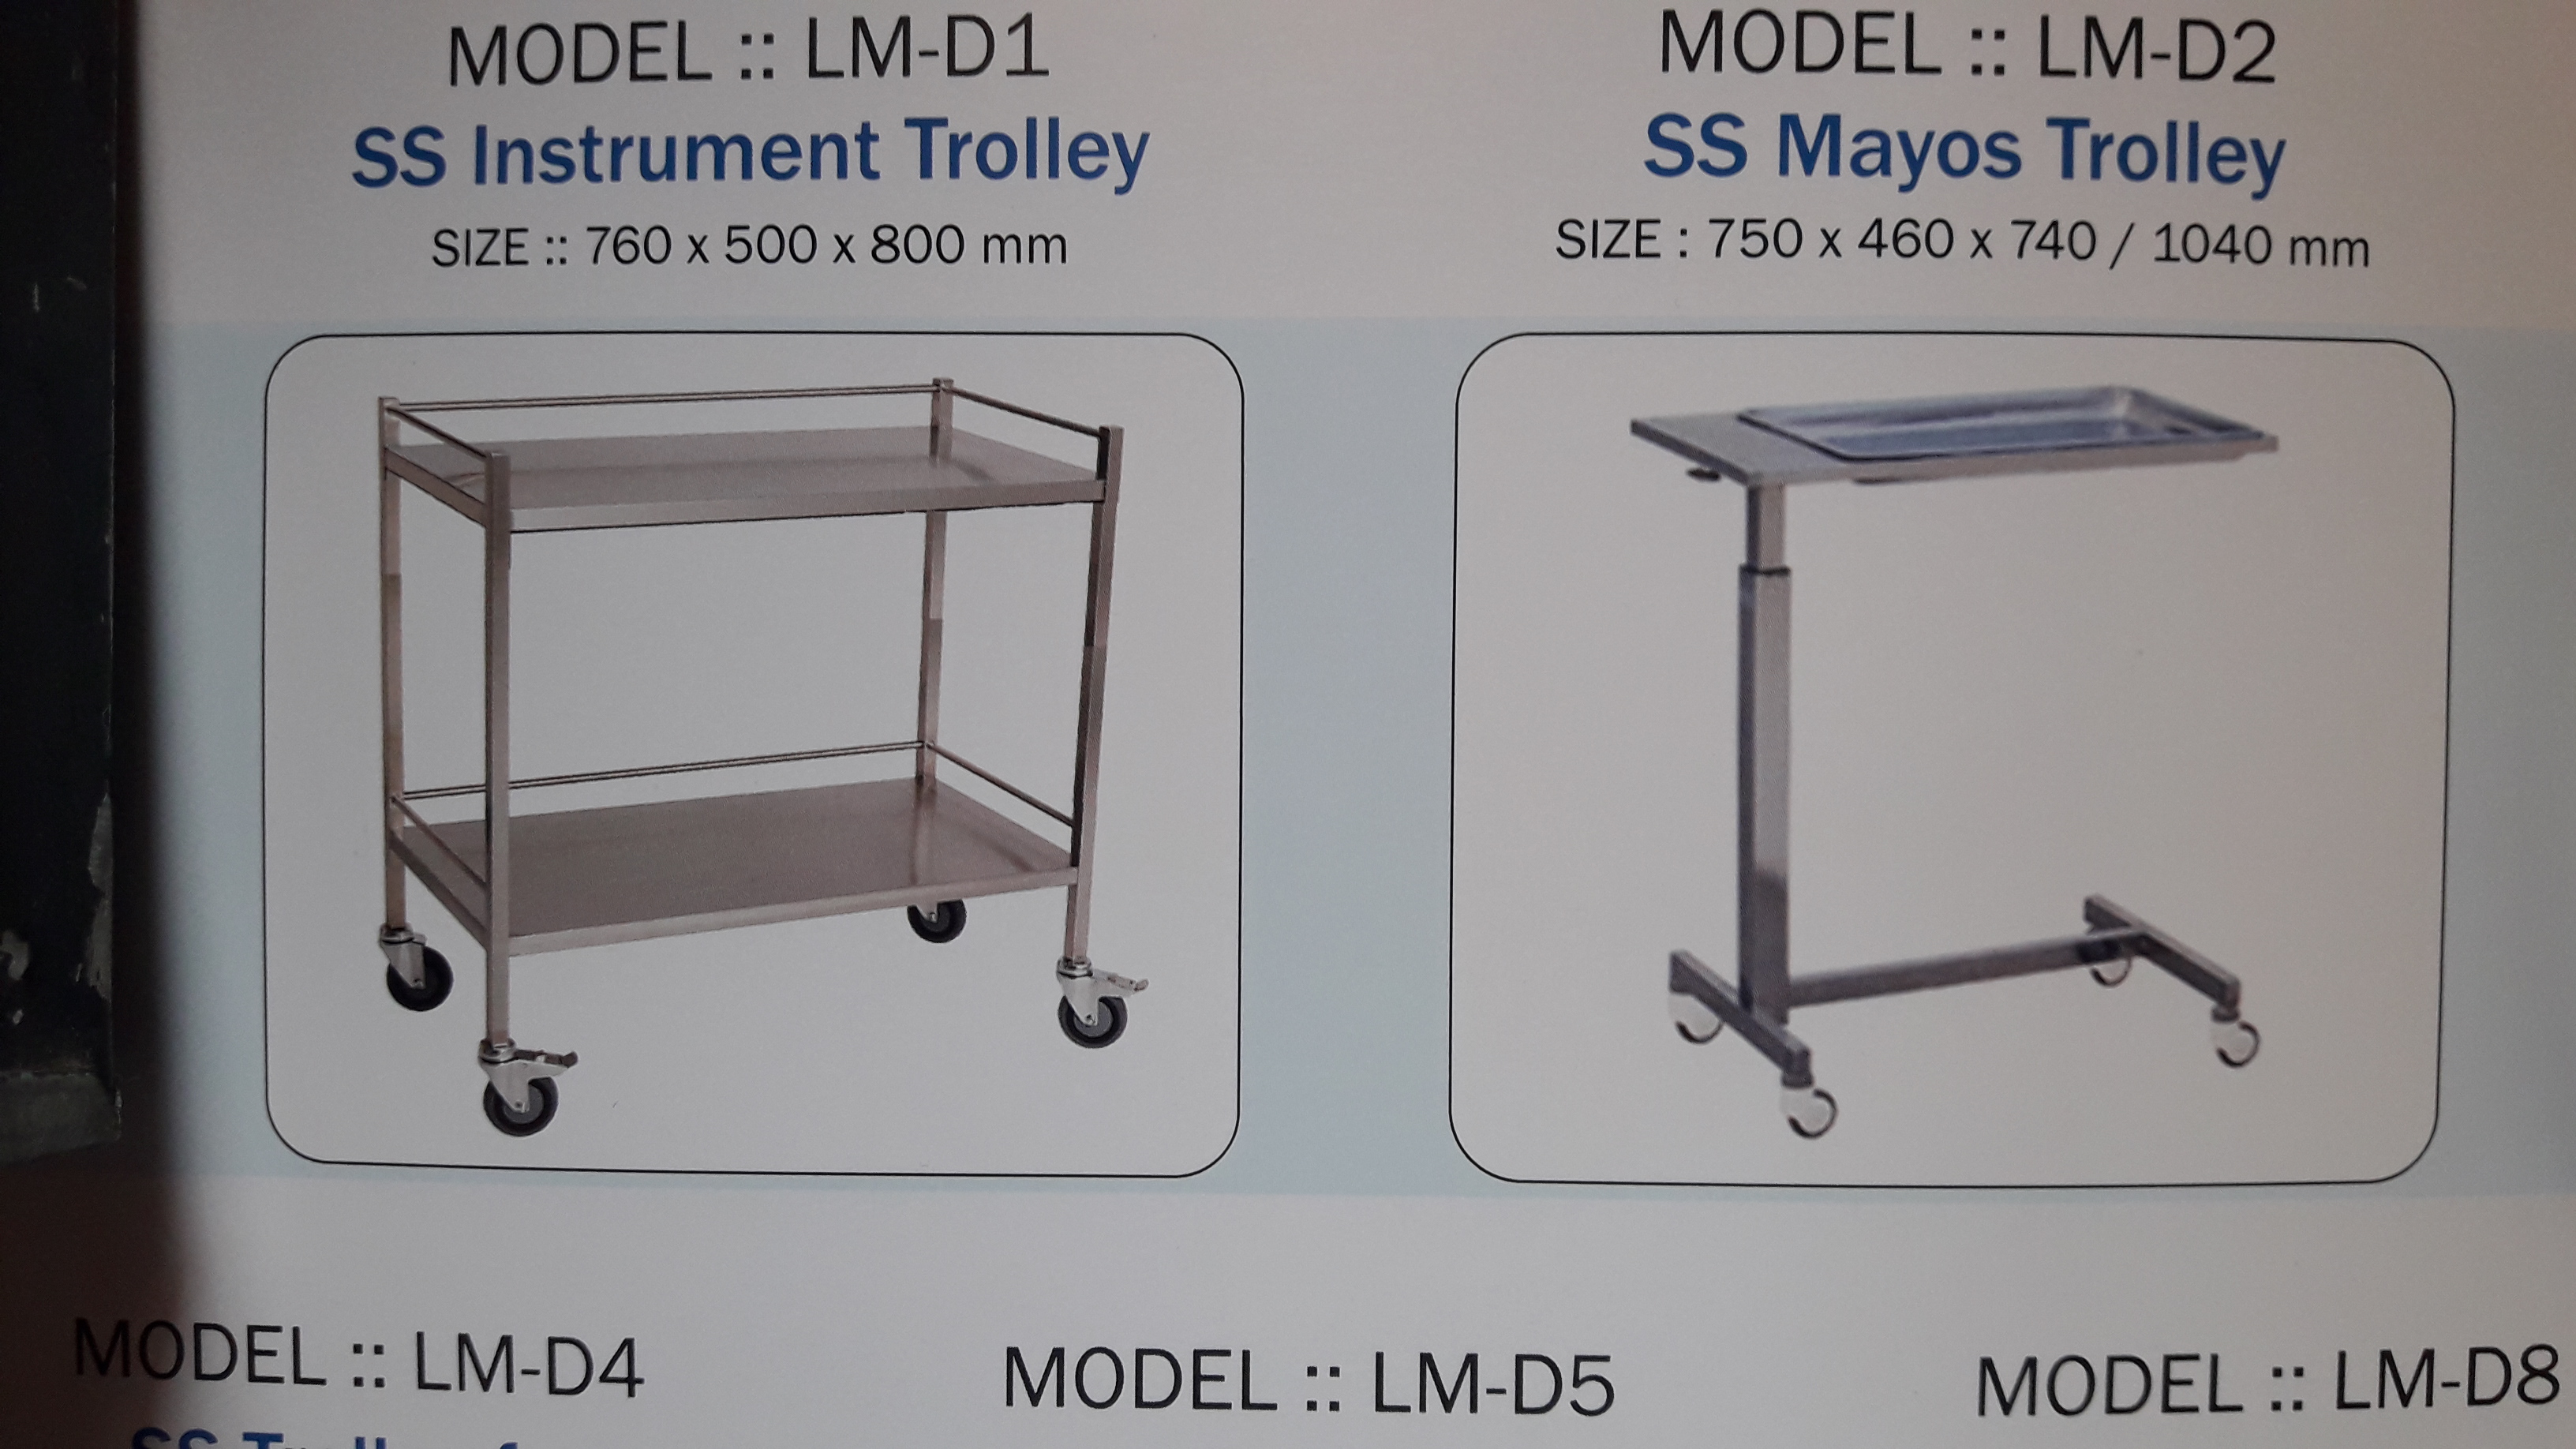 MODEL :: LM-D1
SS Instrument Trolley
SIZE :: 760 x 500 x 800 mm
MODEL :: LM-D2
SS Mayos Trolley
SIZE : 750 x 460 x 740 / 1040 mm
MODEL :: LM-D4
MODEL :: LM-D5
MODEL :: LM-D8